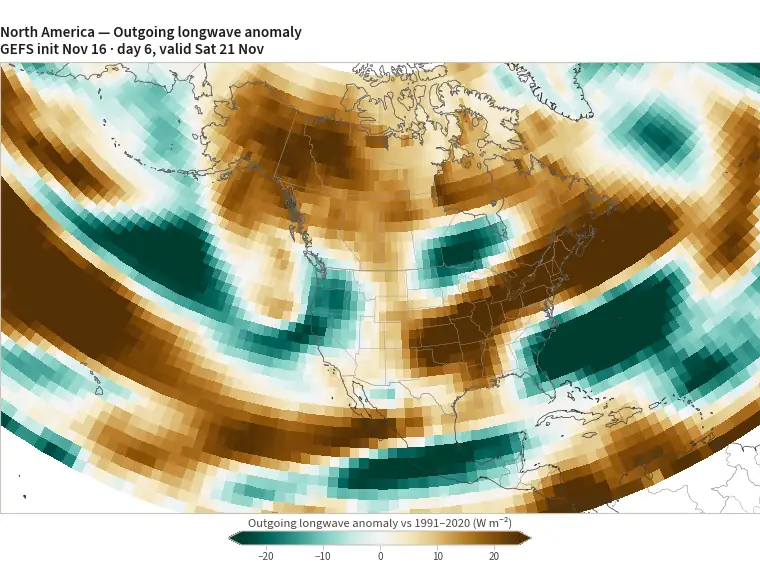 North America — Outgoing longwave anomaly
GEFS init Nov 16 · day 6, valid Sat 21 Nov
Outgoing longwave anomaly vs 1991–2020 (W m⁻²)
−20 −10 0 10 20